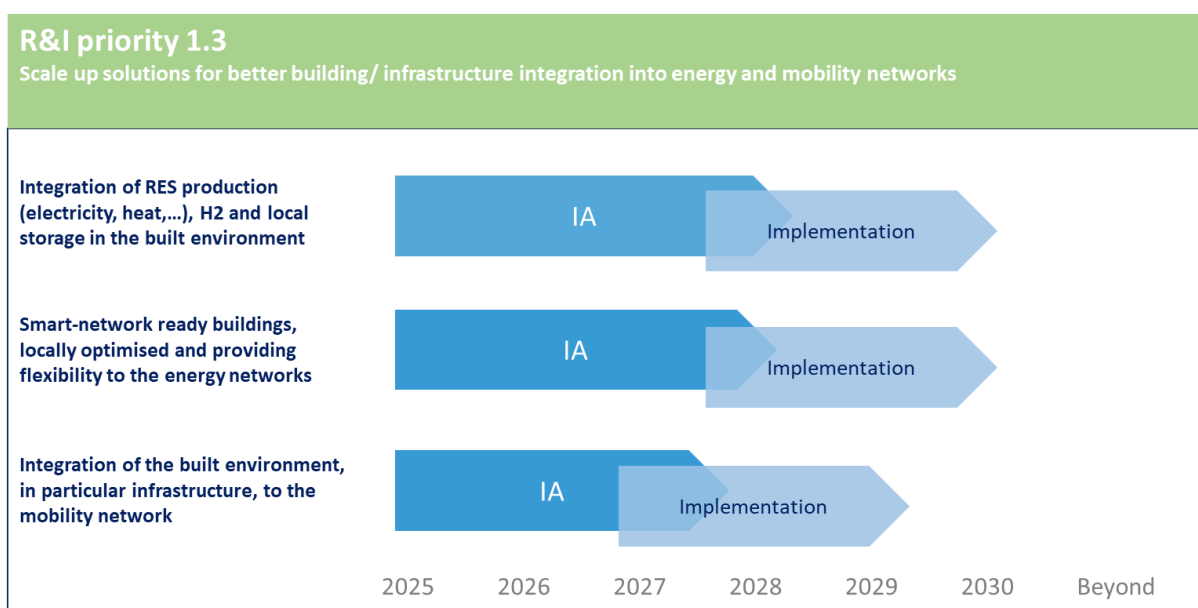 R&I priority 1.3
Scale up solutions for better building/ infrastructure integration into energy and mobility networks
Integration of RES production
(electricity, heat,...), H2 and local
storage in the built environment
IA
Implementation
Smart-network ready buildings,
locally optimised and providing
flexibility to the energy networks
IA
Implementation
Integration of the built environment,
in particular infrastructure, to the
mobility network
IA
Implementation
2025 2026 2027 2028 2029 2030 Beyond